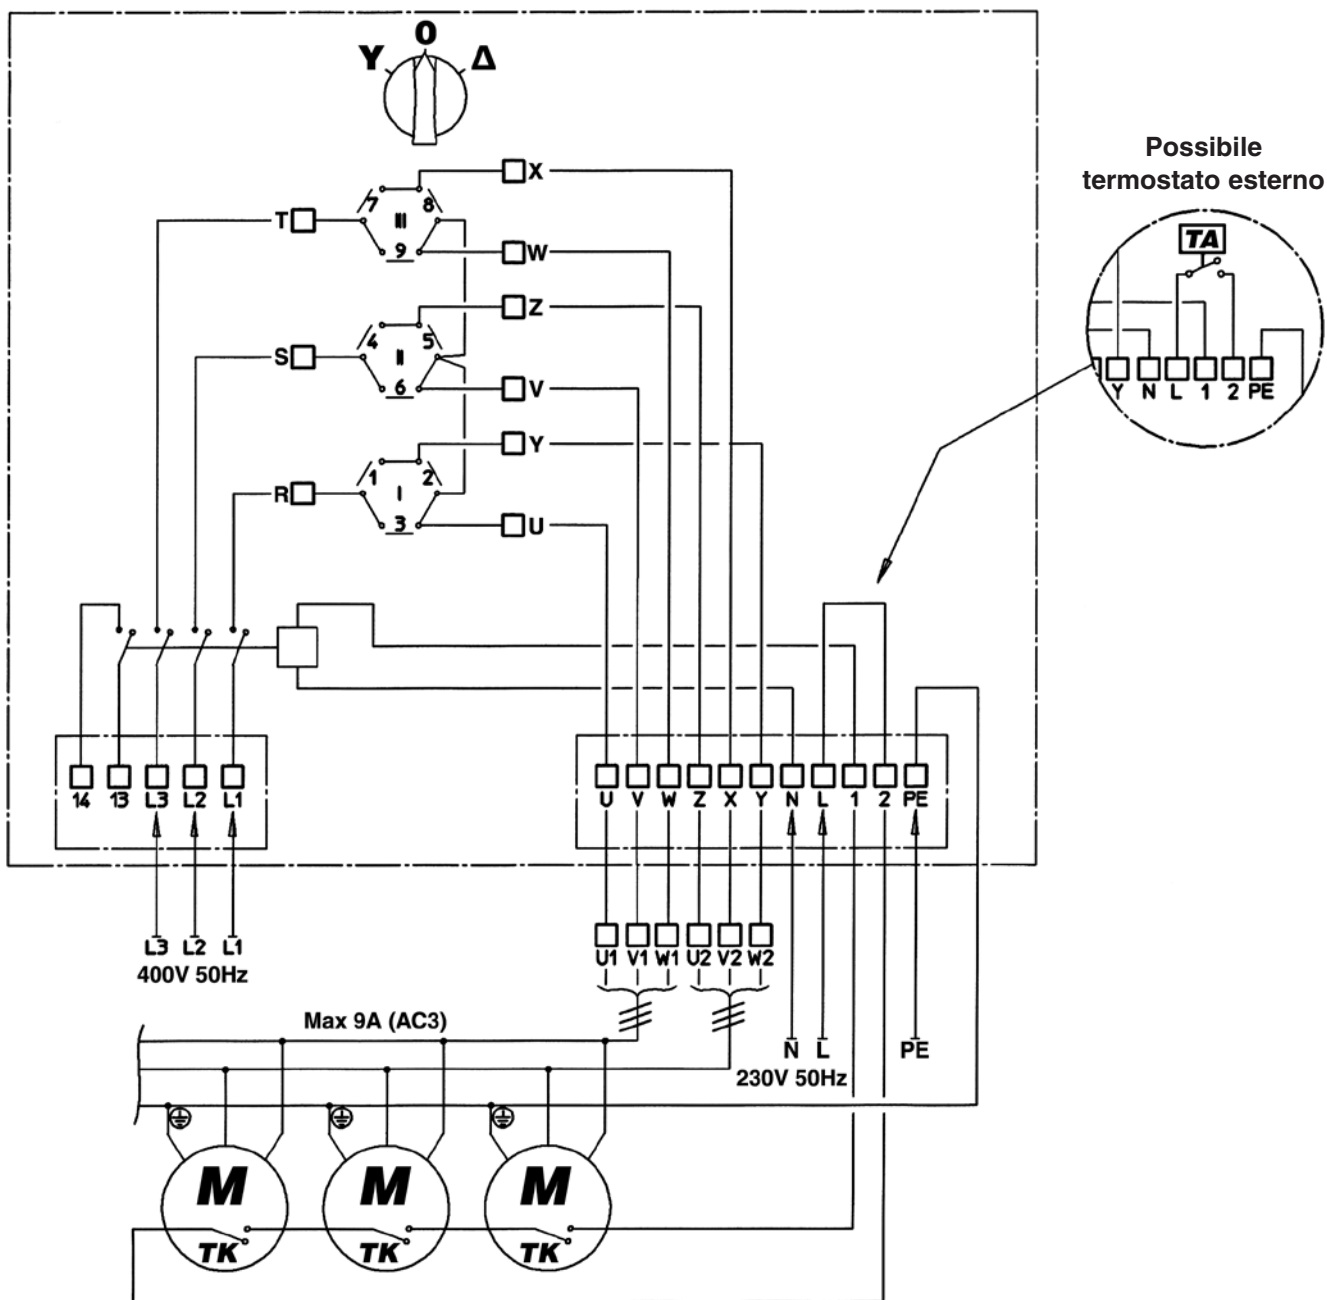 O
Y Δ
Possibile
termostato esterno
TA
Y N L 1 2 PE
X
T 7 III 8
9 W
Z
S 4 II 5
6 V
Y
R 1 I 2
3 U
14 13 L3 L2 L1
U V W Z X Y N L 1 2 PE
L3 L2 L1
400V 50Hz
U1 V1 W1 U2 V2 W2
Max 9A (AC3)
N L PE
230V 50Hz
M M M
TK TK TK